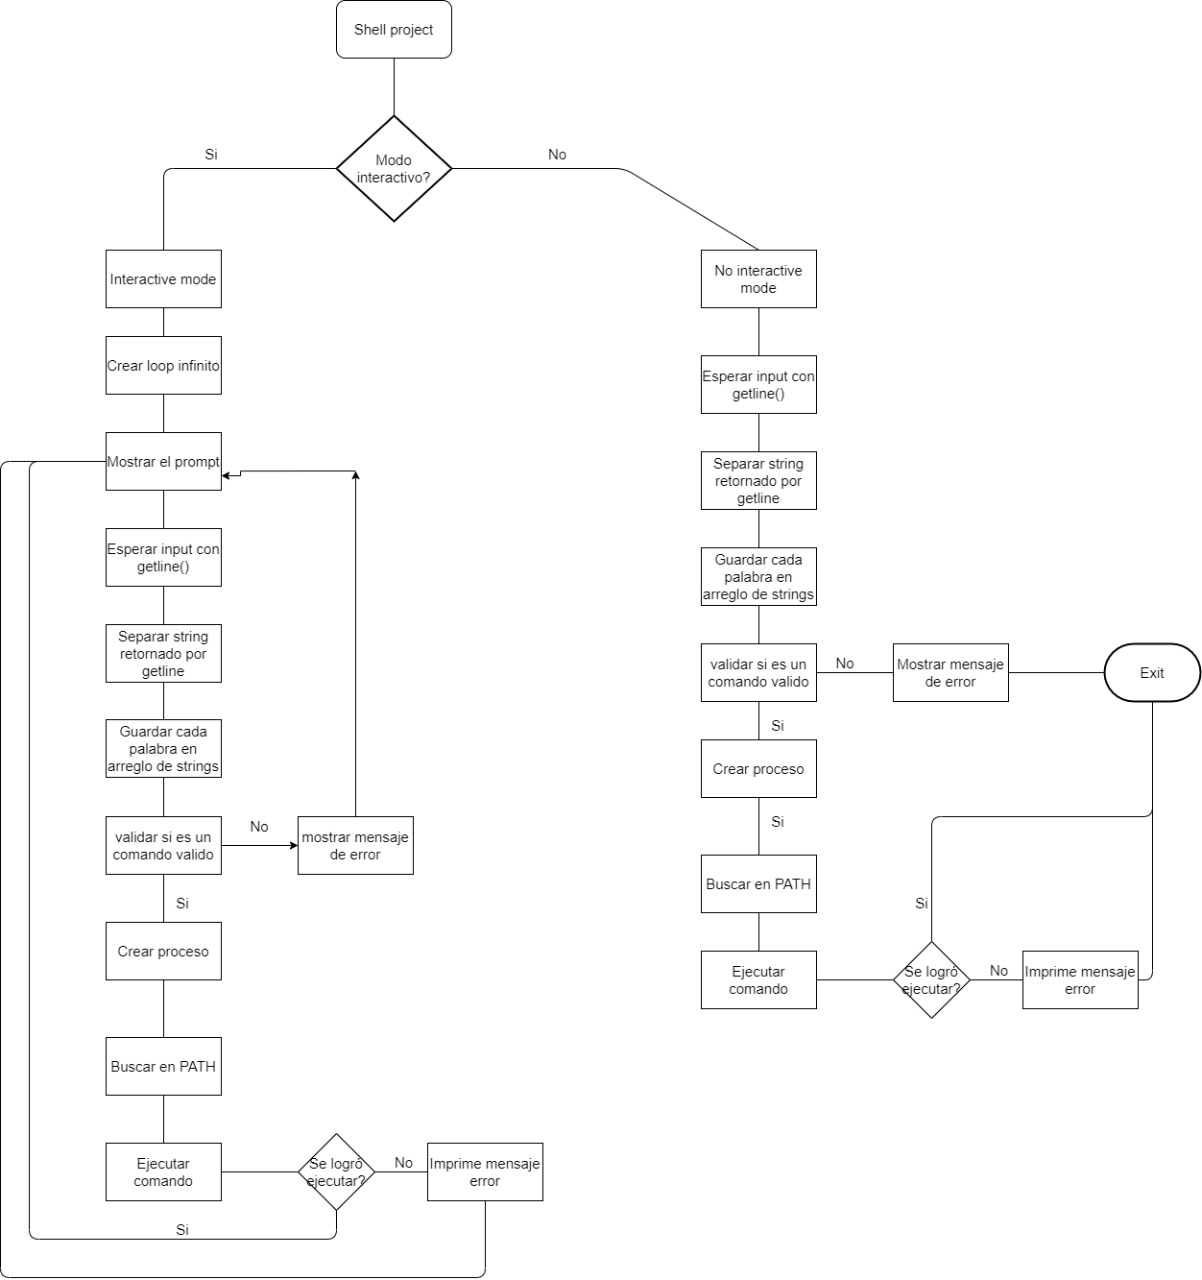 Shell project
Modo
interactivo?
Si
No
Interactive mode
Crear loop infinito
Mostrar el prompt
Esperar input con
getline()
Separar string
retornado por
getline
Guardar cada
palabra en
arreglo de strings
validar si es un
comando valido
No
mostrar mensaje
de error
Si
Crear proceso
Buscar en PATH
Ejecutar
comando
Se logró
ejecutar?
No
Imprime mensaje
error
Si
No interactive
mode
Esperar input con
getline()
Separar string
retornado por
getline
Guardar cada
palabra en
arreglo de strings
validar si es un
comando valido
No
Mostrar mensaje
de error
Exit
Si
Crear proceso
Si
Buscar en PATH
Ejecutar
comando
Si
Se logró
ejecutar?
No
Imprime mensaje
error